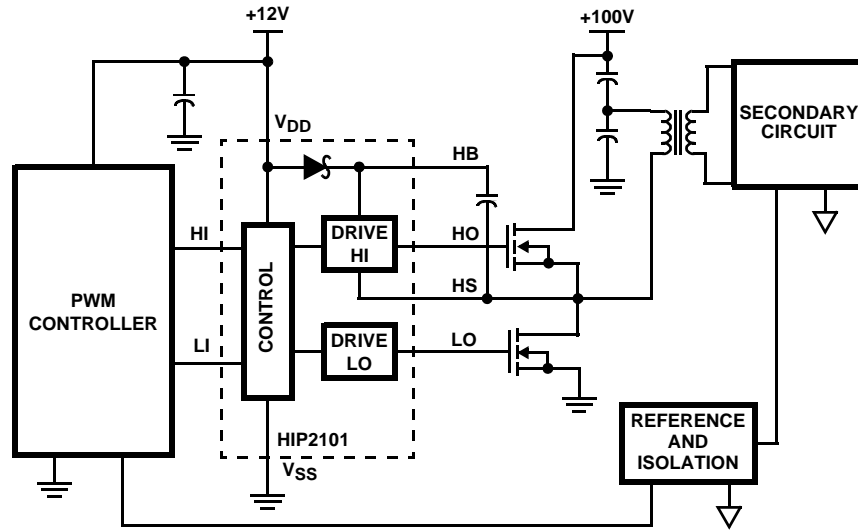 +12V
+100V
SECONDARY
CIRCUIT
VDD
HB
HI
DRIVE
HI
HO
HS
PWM
CONTROLLER
CONTROL
LI
DRIVE
LO
LO
HIP2101
VSS
REFERENCE
AND
ISOLATION